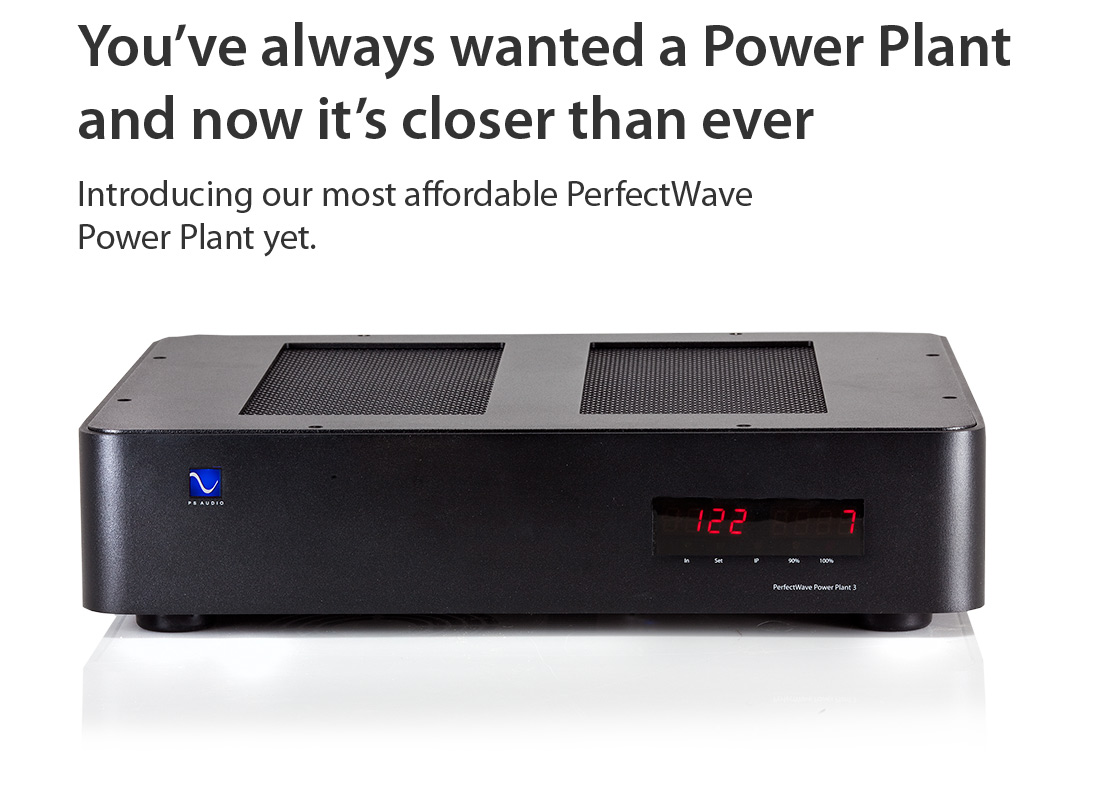 You’ve always wanted a Power Plant
and now it’s closer than ever
Introducing our most affordable PerfectWave
Power Plant yet.
PS AUDIO
122 7
In Set IP 90% 100%
PerfectWave Power Plant 3